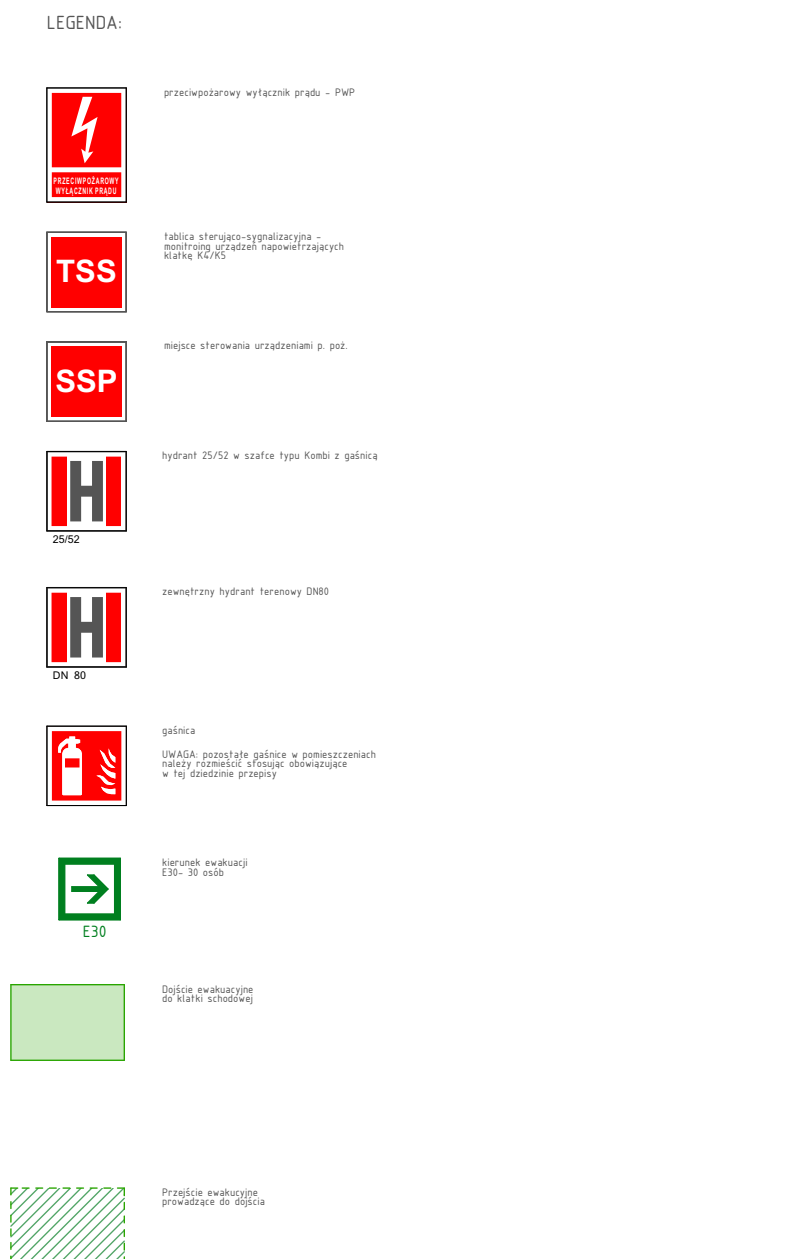 LEGENDA:
PRZECIWPOŻAROWY
WYŁĄCZNIK PRĄDU
przeciwpożarowy wyłącznik prądu - PWP
TSS
tablica sterująco-sygnalizacyjna -
monitroing urządzeń napowietrzających
klatkę K4/K5
SSP
miejsce sterowania urządzeniami p. poż.
H
25/52
hydrant 25/52 w szafce typu Kombi z gaśnicą
H
DN 80
zewnętrzny hydrant terenowy DN80
gaśnica
UWAGA: pozostałe gaśnice w pomieszczeniach
należy rozmieścić stosując obowiązujące
w tej dziedzinie przepisy
E30
kierunek ewakuacji
E30- 30 osób
Dojście ewakuacyjne
do klatki schodowej
Przejście ewakucyjne
prowadzące do dojścia